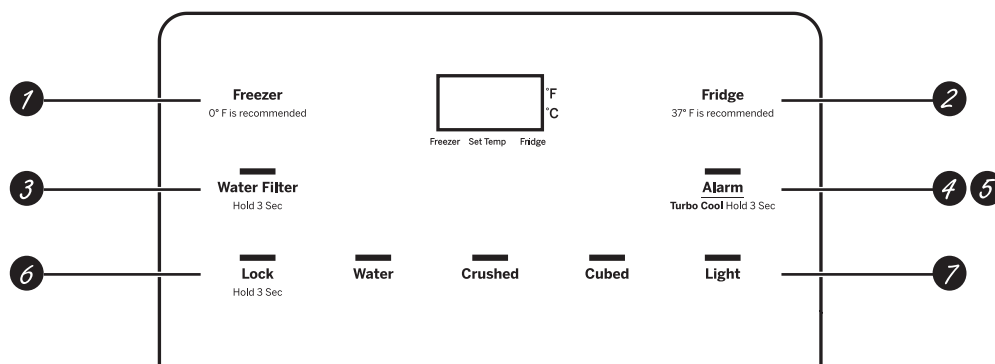 1
Freezer
0° F is recommended
°F
°C
Freezer Set Temp Fridge
Fridge
37° F is recommended
2
3
Water Filter
Hold 3 Sec
Alarm
Turbo Cool Hold 3 Sec
4 5
6
Lock
Hold 3 Sec
Water
Crushed
Cubed
Light
7